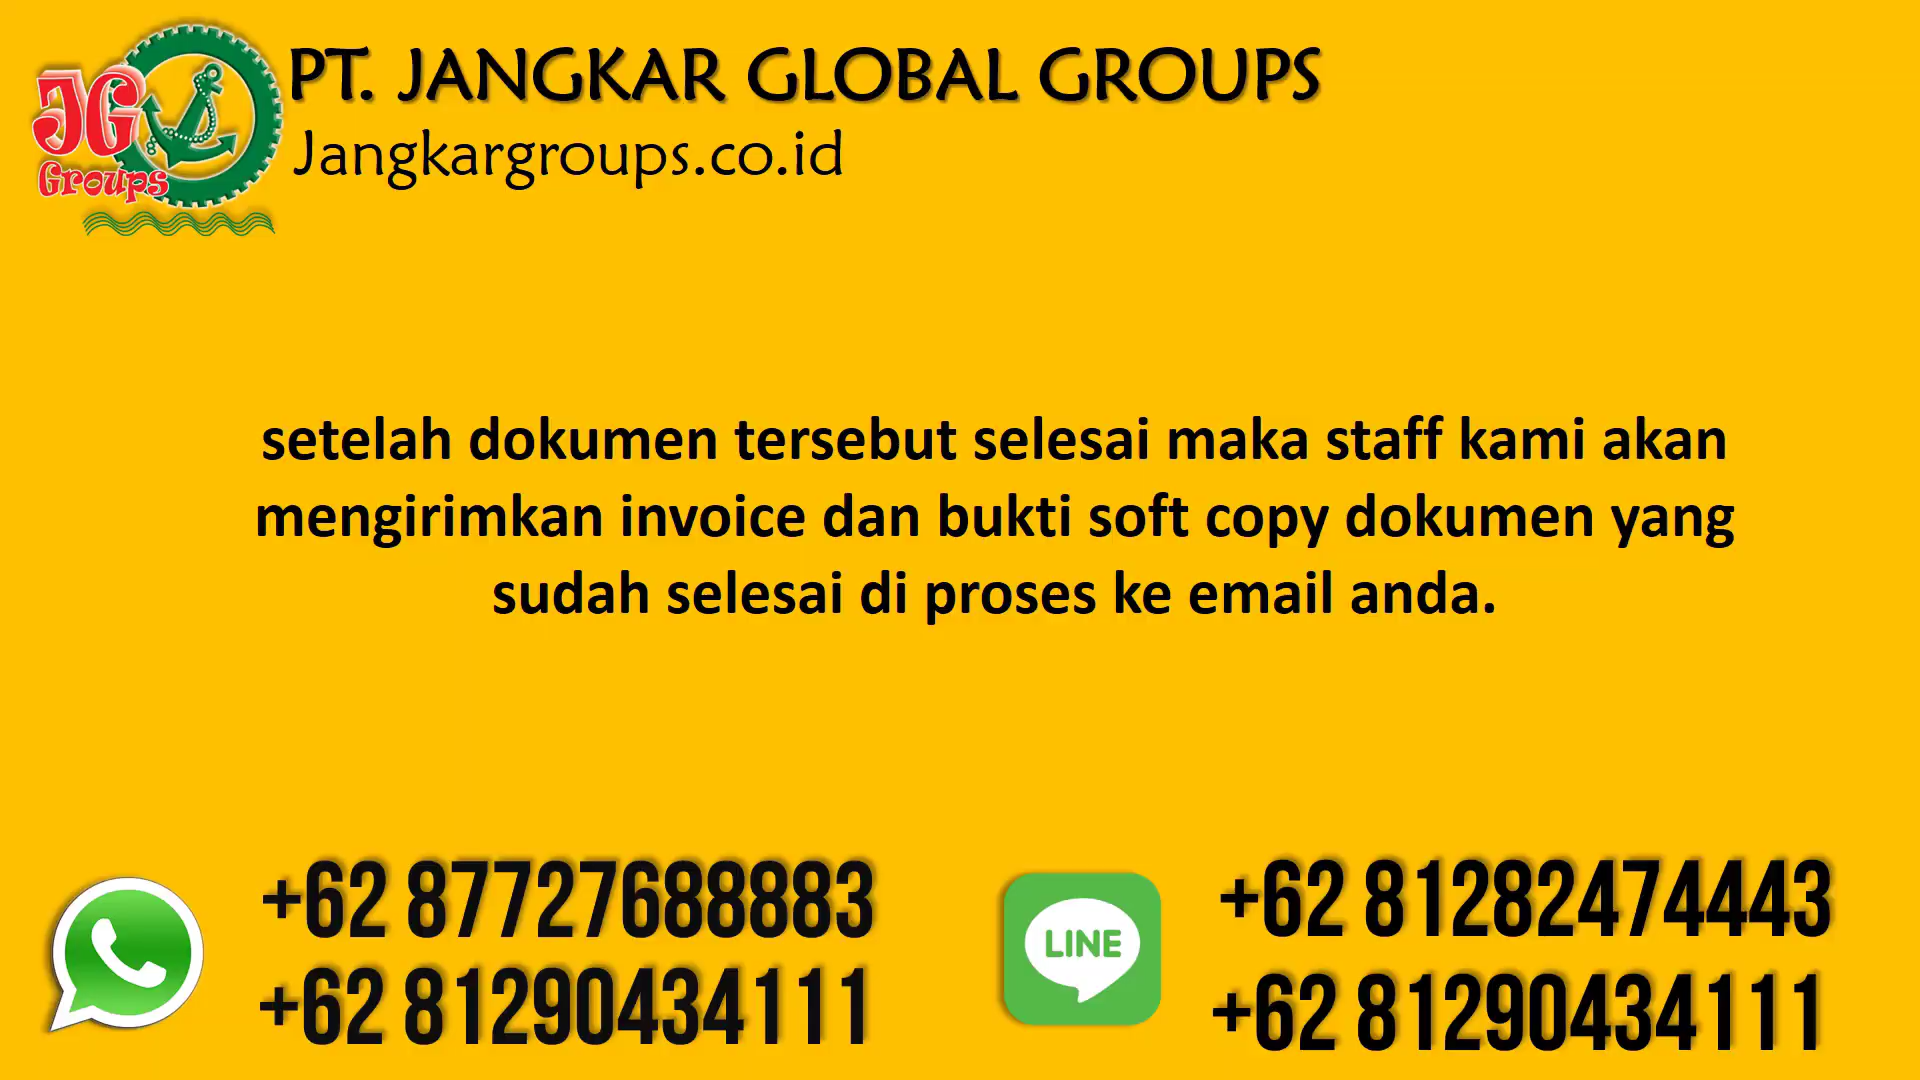 JG
Groups
PT. JANGKAR GLOBAL GROUPS
Jangkargroups.co.id
setelah dokumen tersebut selesai maka staff kami akan
mengirimkan invoice dan bukti soft copy dokumen yang
sudah selesai di proses ke email anda.
+62 87727688883
+62 81290434111
LINE
+62 81282474443
+62 81290434111